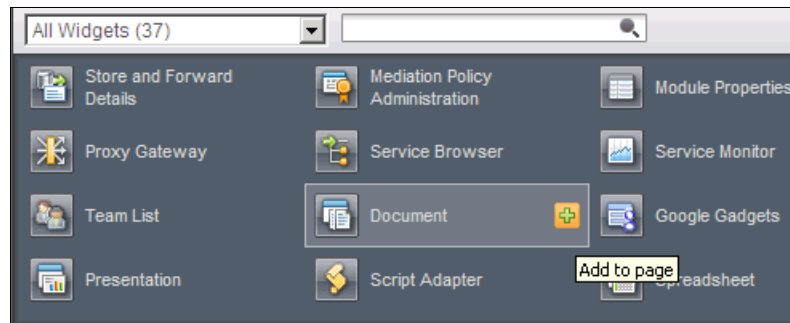 All Widgets (37)
Store and Forward
Details
Mediation Policy
Administration
Module Properties
Proxy Gateway
Service Browser
Service Monitor
Team List
Document
Google Gadgets
Add to page
Presentation
Script Adapter
Spreadsheet